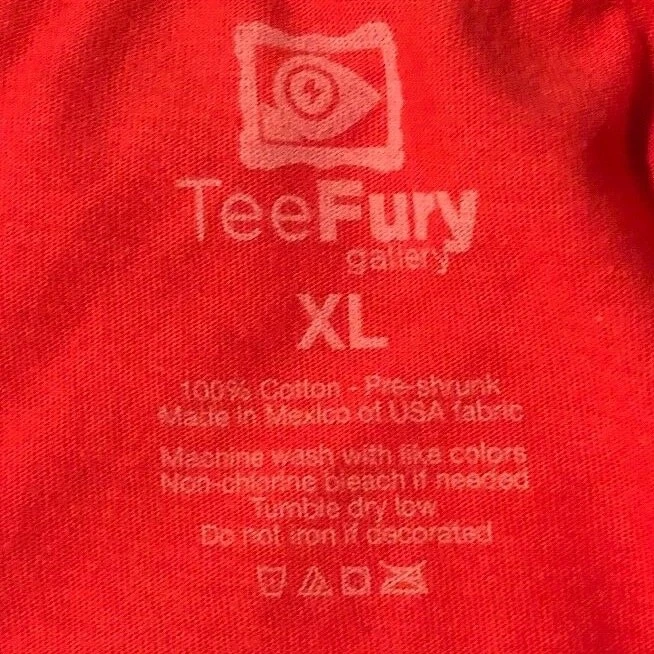 TeeFury
gallery
XL
100% Cotton - Pre-shrunk
Made in Mexico of USA fabric
Machine wash with like colors
Non-chlorine bleach if needed
Tumble dry low
Do not iron if decorated